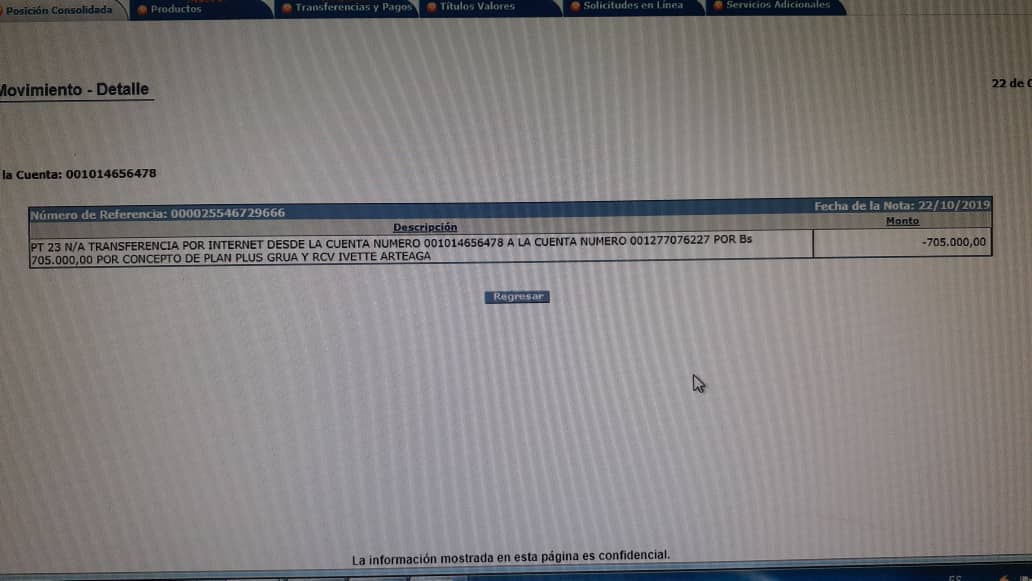 Posición Consolidada
Productos
Transferencias y Pagos
Títulos Valores
Solicitudes en Línea
Servicios Adicionales
Movimiento - Detalle
22 de
la Cuenta: 001014656478
Número de Referencia: 000025546729666
Fecha de la Nota: 22/10/2019
Descripción
Monto
PT 23 N/A TRANSFERENCIA POR INTERNET DESDE LA CUENTA NUMERO 001014656478 A LA CUENTA NUMERO 001277076227 POR Bs
-705.000,00
705.000,00 POR CONCEPTO DE PLAN PLUS GRUA Y RCV IVETTE ARTEAGA
Regresar
La información mostrada en esta página es confidencial.
ES